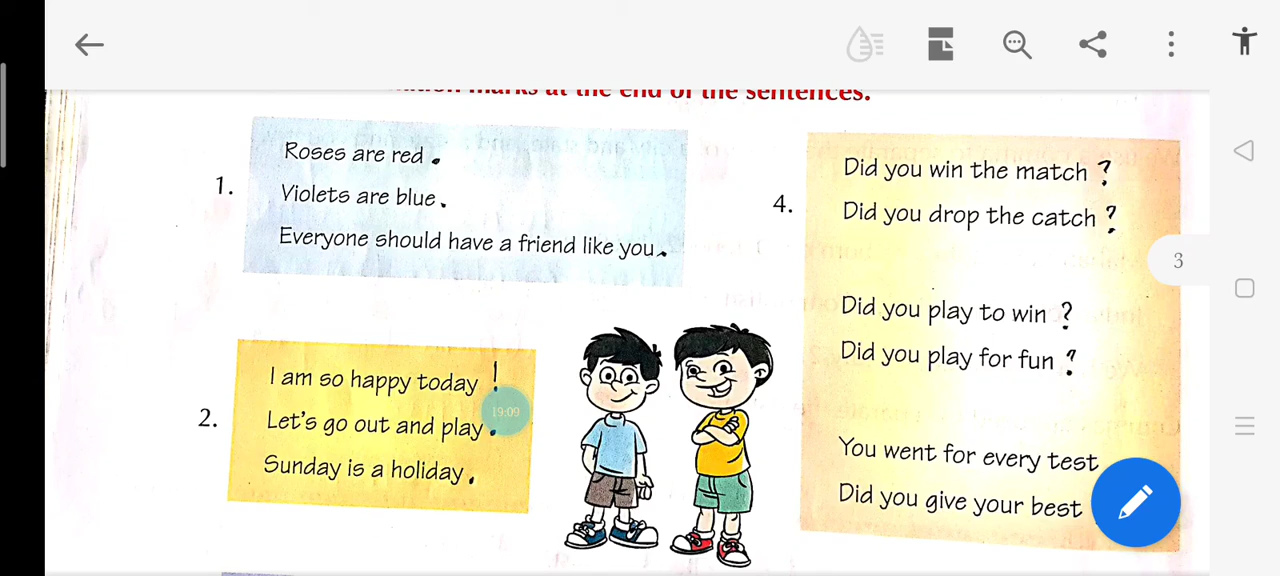 marks at the end of the sentences.
1.
Roses are red.
Violets are blue.
Everyone should have a friend like you.
2.
I am so happy today!
19:09
Let's go out and play.
Sunday is a holiday.
4.
Did you win the match?
Did you drop the catch?
Did you play to win?
Did you play for fun?
You went for every test
Did you give your best
3